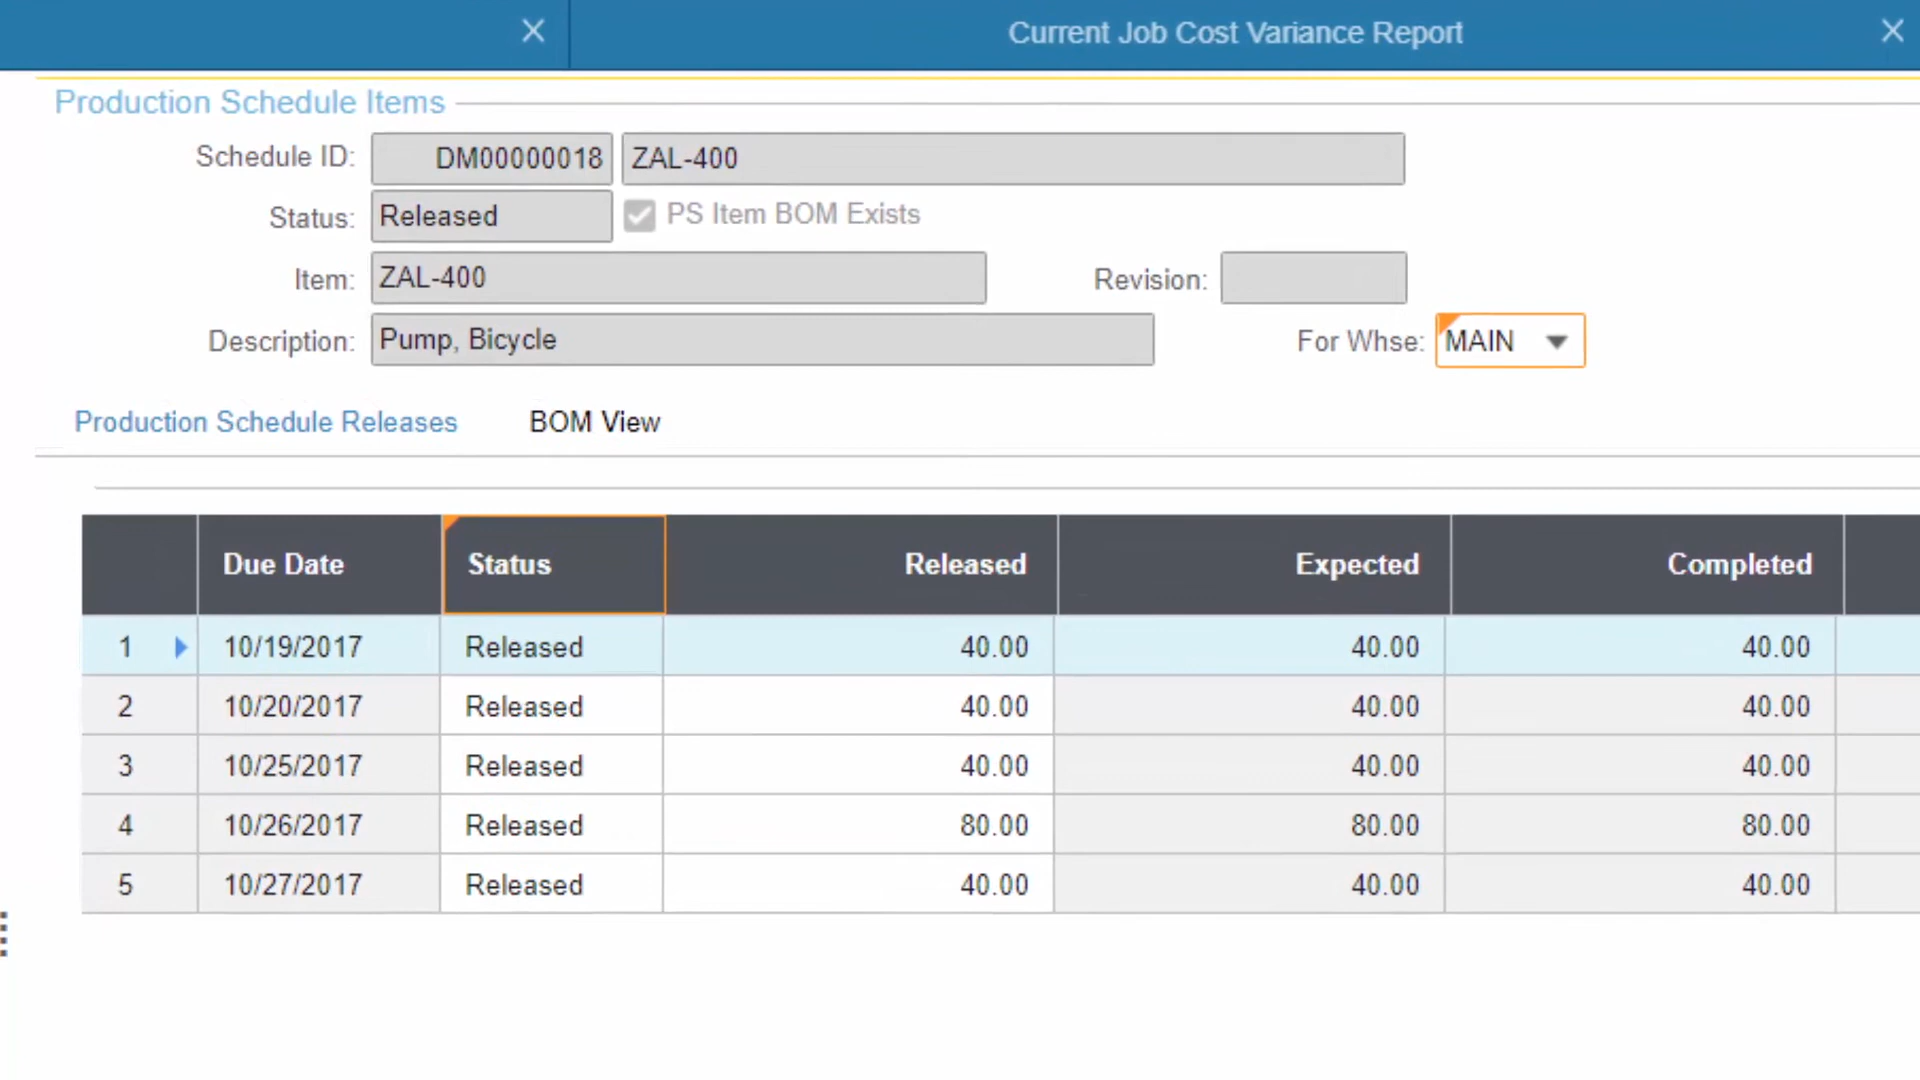 Current Job Cost Variance Report
Production Schedule Items
Schedule ID: DM00000018 ZAL-400
Status: Released PS Item BOM Exists
Item: ZAL-400 Revision:
Description: Pump, Bicycle For Whse: MAIN
Production Schedule Releases BOM View
Due Date Status Released Expected Completed
1 10/19/2017 Released 40.00 40.00 40.00
2 10/20/2017 Released 40.00 40.00 40.00
3 10/25/2017 Released 40.00 40.00 40.00
4 10/26/2017 Released 80.00 80.00 80.00
5 10/27/2017 Released 40.00 40.00 40.00